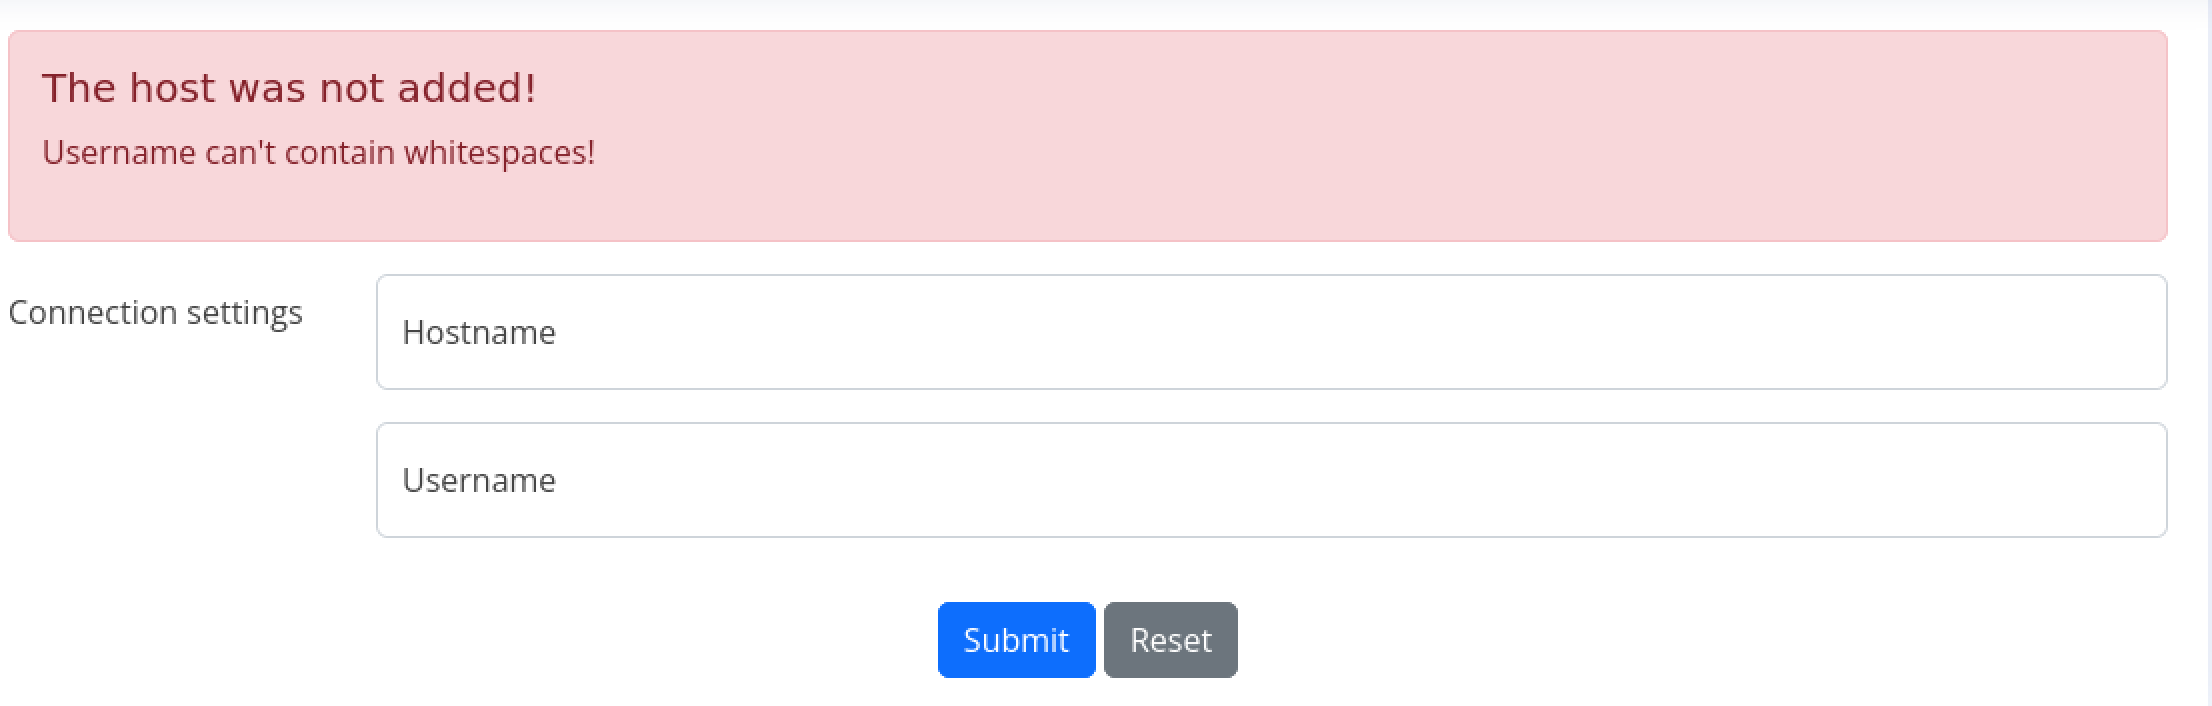 The host was not added!
Username can't contain whitespaces!
Connection settings
Hostname
Username
Submit Reset